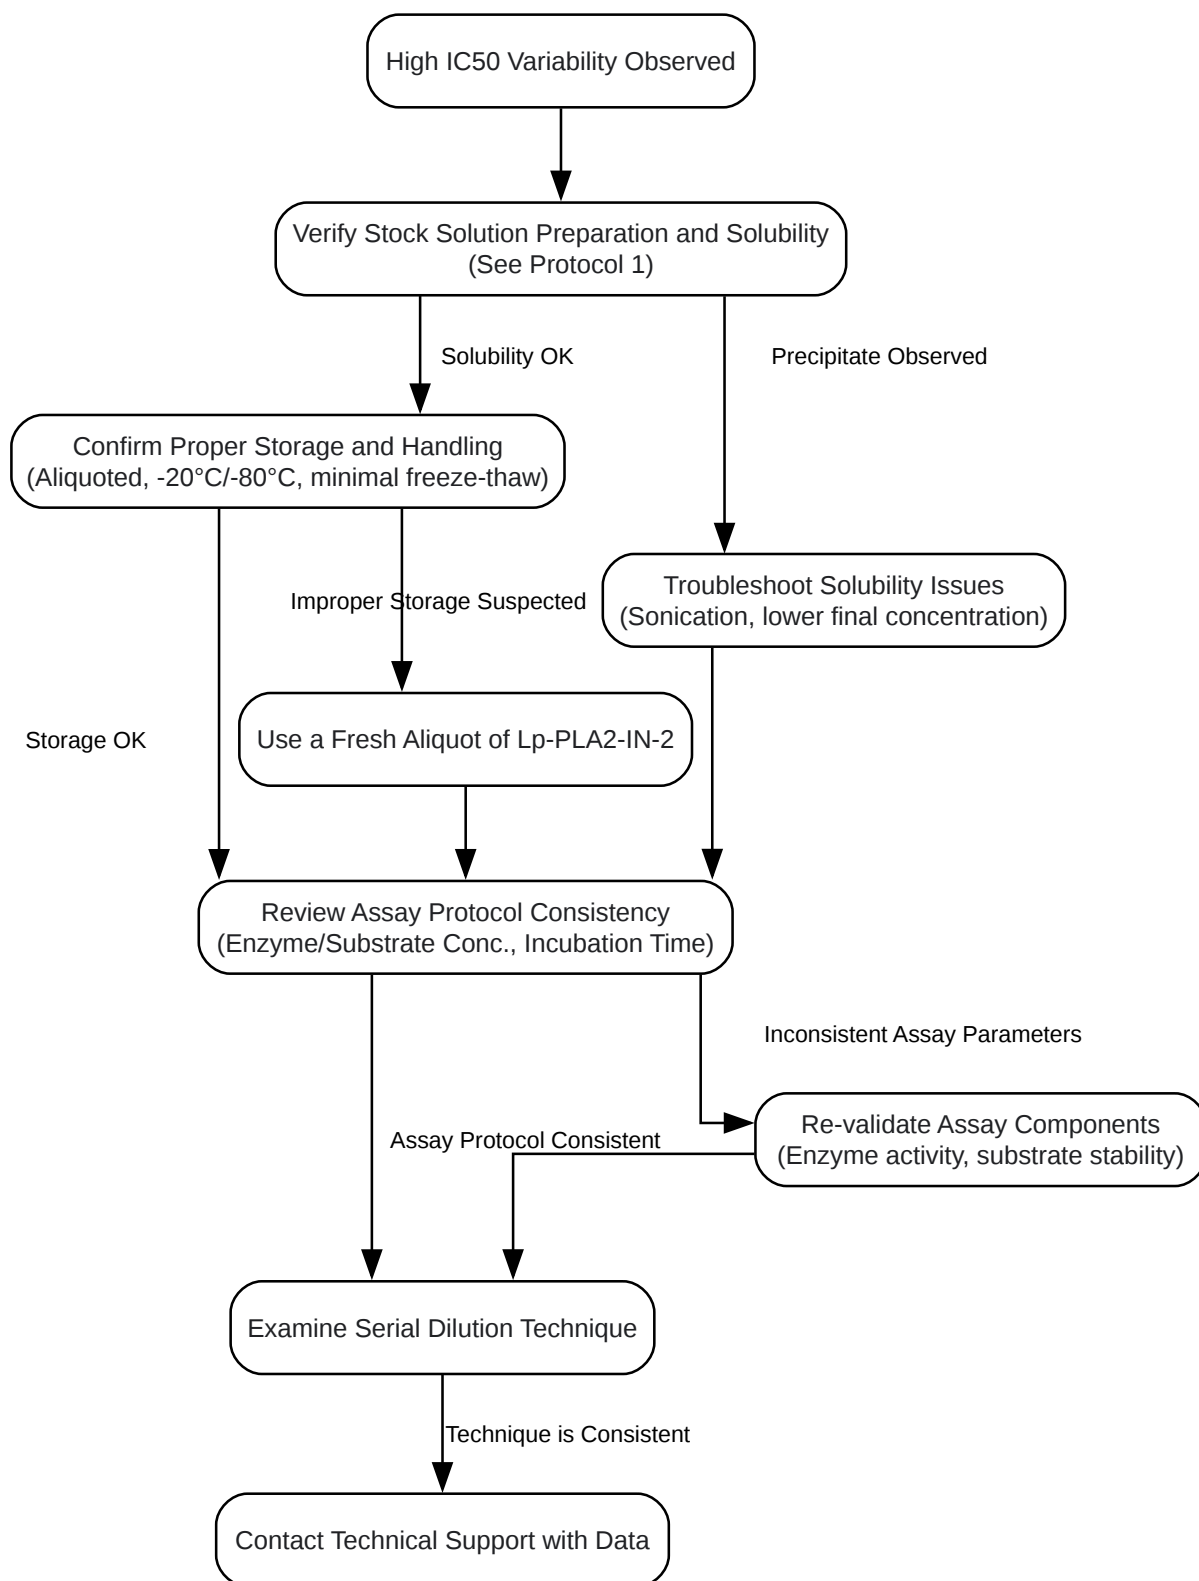 High IC50 Variability Observed
Verify Stock Solution Preparation and Solubility
(See Protocol 1)
Solubility OK
Precipitate Observed
Confirm Proper Storage and Handling
(Aliquoted, -20°C/-80°C, minimal freeze-thaw)
Troubleshoot Solubility Issues
(Sonication, lower final concentration)
Improper Storage Suspected
Storage OK
Use a Fresh Aliquot of Lp-PLA2-IN-2
Review Assay Protocol Consistency
(Enzyme/Substrate Conc., Incubation Time)
Inconsistent Assay Parameters
Assay Protocol Consistent
Re-validate Assay Components
(Enzyme activity, substrate stability)
Examine Serial Dilution Technique
Technique is Consistent
Contact Technical Support with Data